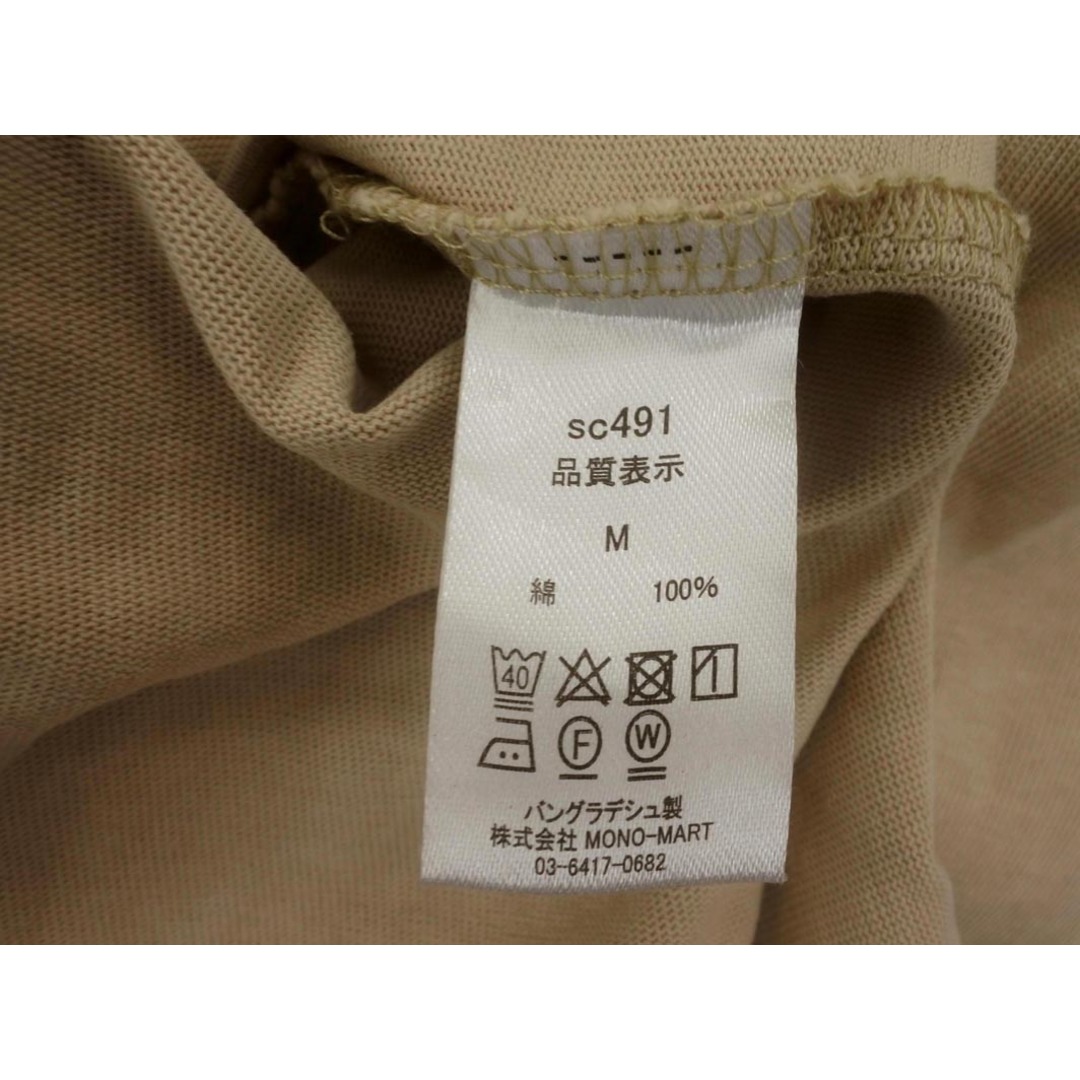 sc491
品質表示
M
綿 100%
40
F W
バングラデシュ製
株式会社 MONO-MART
03-6417-0682